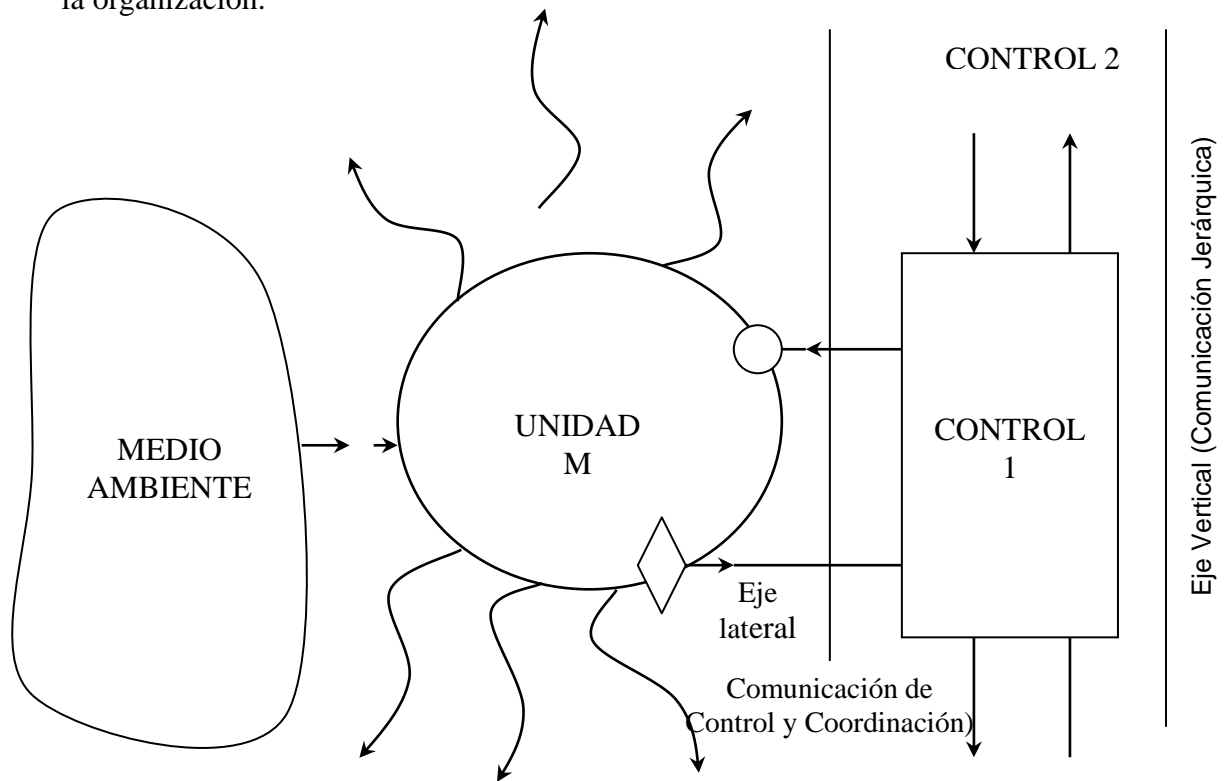 la organización.
CONTROL 2
Eje Vertical (Comunicación Jerárquica)
MEDIO
AMBIENTE
UNIDAD
M
CONTROL
1
Eje
lateral
Comunicación de
Control y Coordinación)